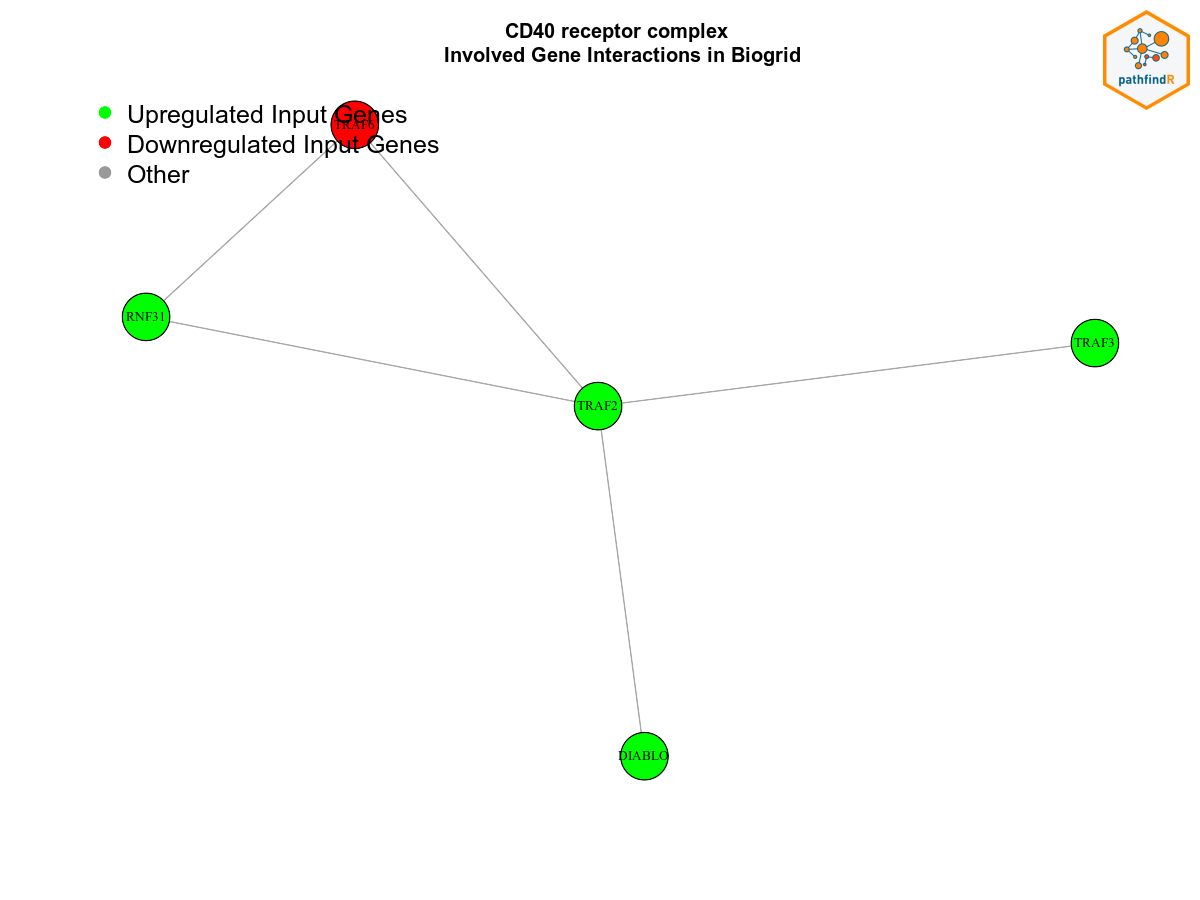 CD40 receptor complex
Involved Gene Interactions in Biogrid
pathfindR
Upregulated Input Genes
TRAF6
Downregulated Input Genes
Other
RNF31
TRAF3
TRAF2
DIABLO